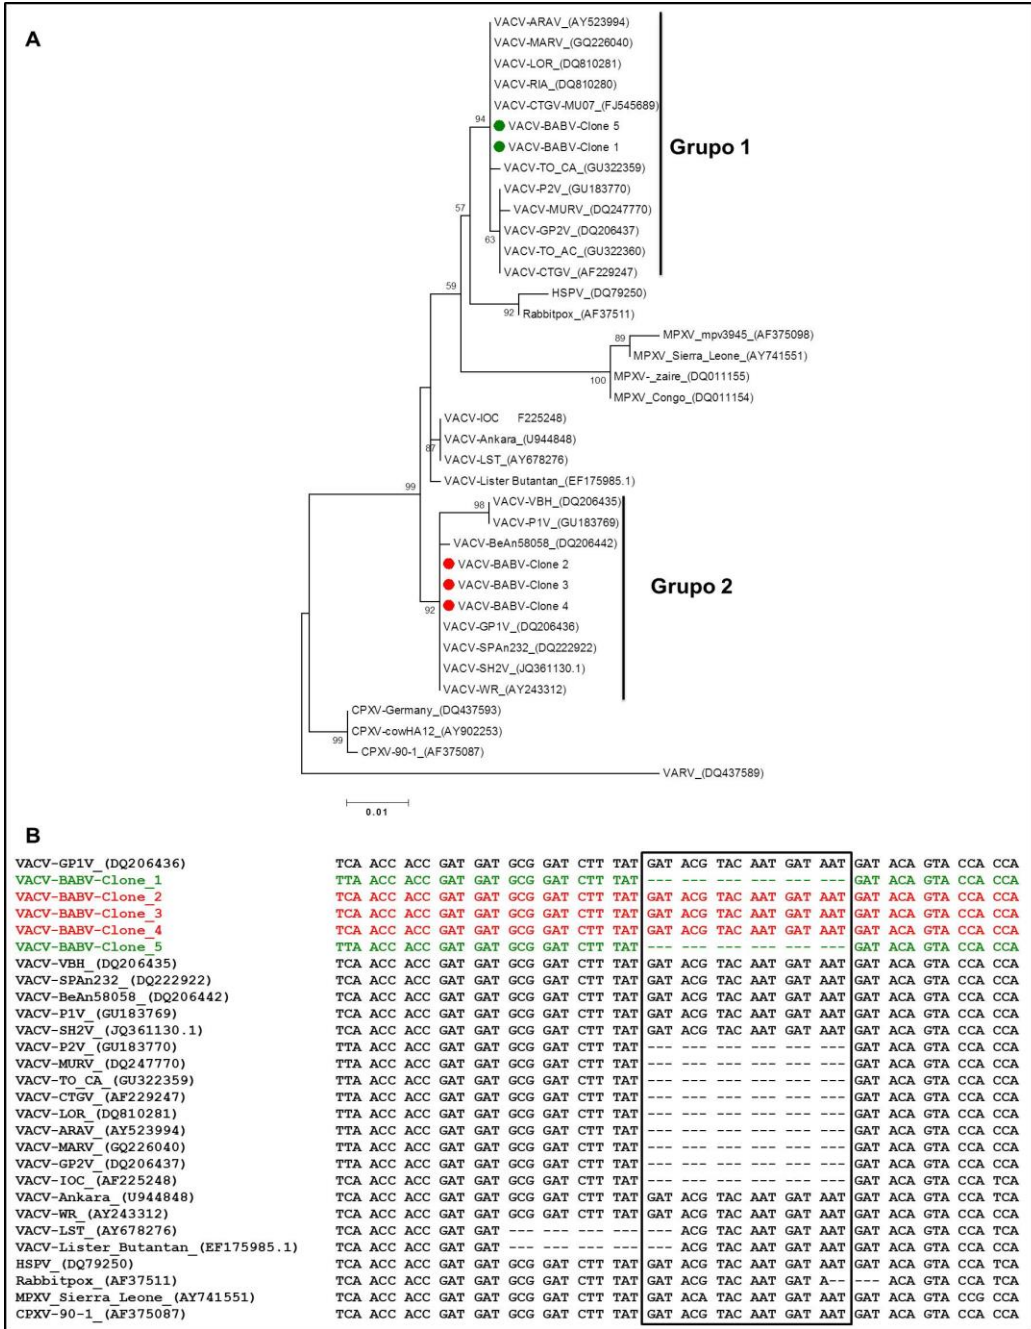 A
VACV-ARAV_(AY523994)
VACV-MARV_(GQ226040)
VACV-LOR_(DQ810281)
VACV-RIA_(DQ810280)
VACV-CTGV-MU07_(FJ545689)
94
VACV-BABV-Clone 5
VACV-BABV-Clone 1
Grupo 1
VACV-TO_CA_(GU322359)
VACV-P2V_(GU183770)
57
VACV-MURV_(DQ247770)
VACV-GP2V_(DQ206437)
63
VACV-TO_AC_(GU322360)
VACV-CTGV_(AF229247)
59
HSPV_(DQ79250)
92
Rabbitpox_(AF37511)
MPXV_mpv3945_(AF375098)
89
MPXV_Sierra_Leone_(AY741551)
MPXV-_zaire_(DQ011155)
100
MPXV_Congo_(DQ011154)
VACV-IOC F225248)
VACV-Ankara_(U944848)
87
VACV-LST_(AY678276)
VACV-Lister Butantan_(EF175985.1)
99
VACV-VBH_(DQ206435)
98
VACV-P1V_(GU183769)
VACV-BeAn58058_(DQ206442)
VACV-BABV-Clone 2
VACV-BABV-Clone 3
Grupo 2
VACV-BABV-Clone 4
92
VACV-GP1V_(DQ206436)
VACV-SPAn232_(DQ222922)
VACV-SH2V_(JQ361130.1)
VACV-WR_(AY243312)
CPXV-Germany_(DQ437593)
CPXV-cowHA12_(AY902253)
99
CPXV-90-1_(AF375087)
VARV_(DQ437589)
0.01
B
VACV-GP1V_(DQ206436) TCA ACC ACC GAT GAT GCG GAT CTT TAT GAT ACG TAC AAT GAT AAT GAT ACA GTA CCA CCA
VACV-BABV-Clone_1 TTA ACC ACC GAT GAT GCG GAT CTT TAT --- --- --- --- --- --- GAT ACA GTA CCA CCA
VACV-BABV-Clone_2 TCA ACC ACC GAT GAT GCG GAT CTT TAT GAT ACG TAC AAT GAT AAT GAT ACA GTA CCA CCA
VACV-BABV-Clone_3 TCA ACC ACC GAT GAT GCG GAT CTT TAT GAT ACG TAC AAT GAT AAT GAT ACA GTA CCA CCA
VACV-BABV-Clone_4 TCA ACC ACC GAT GAT GCG GAT CTT TAT GAT ACG TAC AAT GAT AAT GAT ACA GTA CCA CCA
VACV-BABV-Clone_5 TTA ACC ACC GAT GAT GCG GAT CTT TAT --- --- --- --- --- --- GAT ACA GTA CCA CCA
VACV-VBH_(DQ206435) TCA ACC ACC GAT GAT GCG GAT CTT TAT GAT ACG TAC AAT GAT AAT GAT ACA GTA CCA CCA
VACV-SPAn232_(DQ222922) TCA ACC ACC GAT GAT GCG GAT CTT TAT GAT ACG TAC AAT GAT AAT GAT ACA GTA CCA CCA
VACV-BeAn58058_(DQ206442) TCA ACC ACC GAT GAT GCG GAT CTT TAT GAT ACG TAC AAT GAT AAT GAT ACA GTA CCA CCA
VACV-P1V_(GU183769) TCA ACC ACC GAT GAT GCG GAT CTT TAT GAT ACG TAC AAT GAT AAT GAT ACA GTA CCA CCA
VACV-SH2V_(JQ361130.1) TCA ACC ACC GAT GAT GCG GAT CTT TAT GAT ACG TAC AAT GAT AAT GAT ACA GTA CCA CCA
VACV-P2V_(GU183770) TTA ACC ACC GAT GAT GCG GAT CTT TAT --- --- --- --- --- --- GAT ACA GTA CCA CCA
VACV-MURV_(DQ247770) TTA ACC ACC GAT GAT GCG GAT CTT TAT --- --- --- --- --- --- GAT ACA GTA CCA CCA
VACV-TO_CA_(GU322359) TTA ACC ACC GAT GAT GCG GAT CTT TAT --- --- --- --- --- --- GAT ACA GTA CCA CCA
VACV-CTGV_(AF229247) TTA ACC ACC GAT GAT GCG GAT CTT TAT --- --- --- --- --- --- GAT ACA GTA CCA CCA
VACV-LOR_(DQ810281) TTA ACC ACC GAT GAT GCG GAT CTT TAT --- --- --- --- --- --- GAT ACA GTA CCA CCA
VACV-ARAV_(AY523994) TTA ACC ACC GAT GAT GCG GAT CTT TAT --- --- --- --- --- --- GAT ACA GTA CCA CCA
VACV-MARV_(GQ226040) TTA ACC ACC GAT GAT GCG GAT CTT TAT --- --- --- --- --- --- GAT ACA GTA CCA CCA
VACV-GP2V_(DQ206437) TTA ACC ACC GAT GAT GCG GAT CTT TAT --- --- --- --- --- --- GAT ACA GTA CCA CCA
VACV-IOC_(AF225248) TCA ACC ACC GAT GAT GCG GAT CTT TAT --- --- --- --- --- --- GAT ACA GTA CCA TCA
VACV-Ankara_(U944848) TCA ACC ACC GAT GAT GCG GAT CTT TAT GAT ACG TAC AAT GAT AAT GAT ACA GTA CCA TCA
VACV-WR_(AY243312) TCA ACC ACC GAT GAT GCG GAT CTT TAT GAT ACG TAC AAT GAT AAT GAT ACA GTA CCA CCA
VACV-LST_(AY678276) TCA ACC ACC GAT GAT --- --- --- --- --- ACG TAC AAT GAT AAT GAT ACA GTA CCA TCA
VACV-Lister_Butantan_(EF175985.1) TCA ACC ACC GAT GAT --- --- --- --- --- ACG TAC AAT GAT AAT GAT ACA GTA CCA CCA
HSPV_(DQ79250) TCA ACC ACC GAT GAT GCG GAT CTT TAT GAT ACG TAC AAT GAT AAT GAT ACA GTA CCA TCA
Rabbitpox_(AF37511) TCA ACC ACC GAT GAT GCG GAT CTT TAT GAT ACG TAC AAT GAT A-- --- ACA GTA CCA TCA
MPXV_Sierra_Leone_(AY741551) TCA ACC ACC GAT GAT GCG GAT CTT TAT GAT ACA TAC AAT GAT AAT GAT ACA GTA CCG CCA
CPXV-90-1_(AF375087) TCA ACC ACC GAT GAT GCG GAT CTT TAT GAT ACG TAC AAT GAT AAT GAT ACA GTA CCA CCA